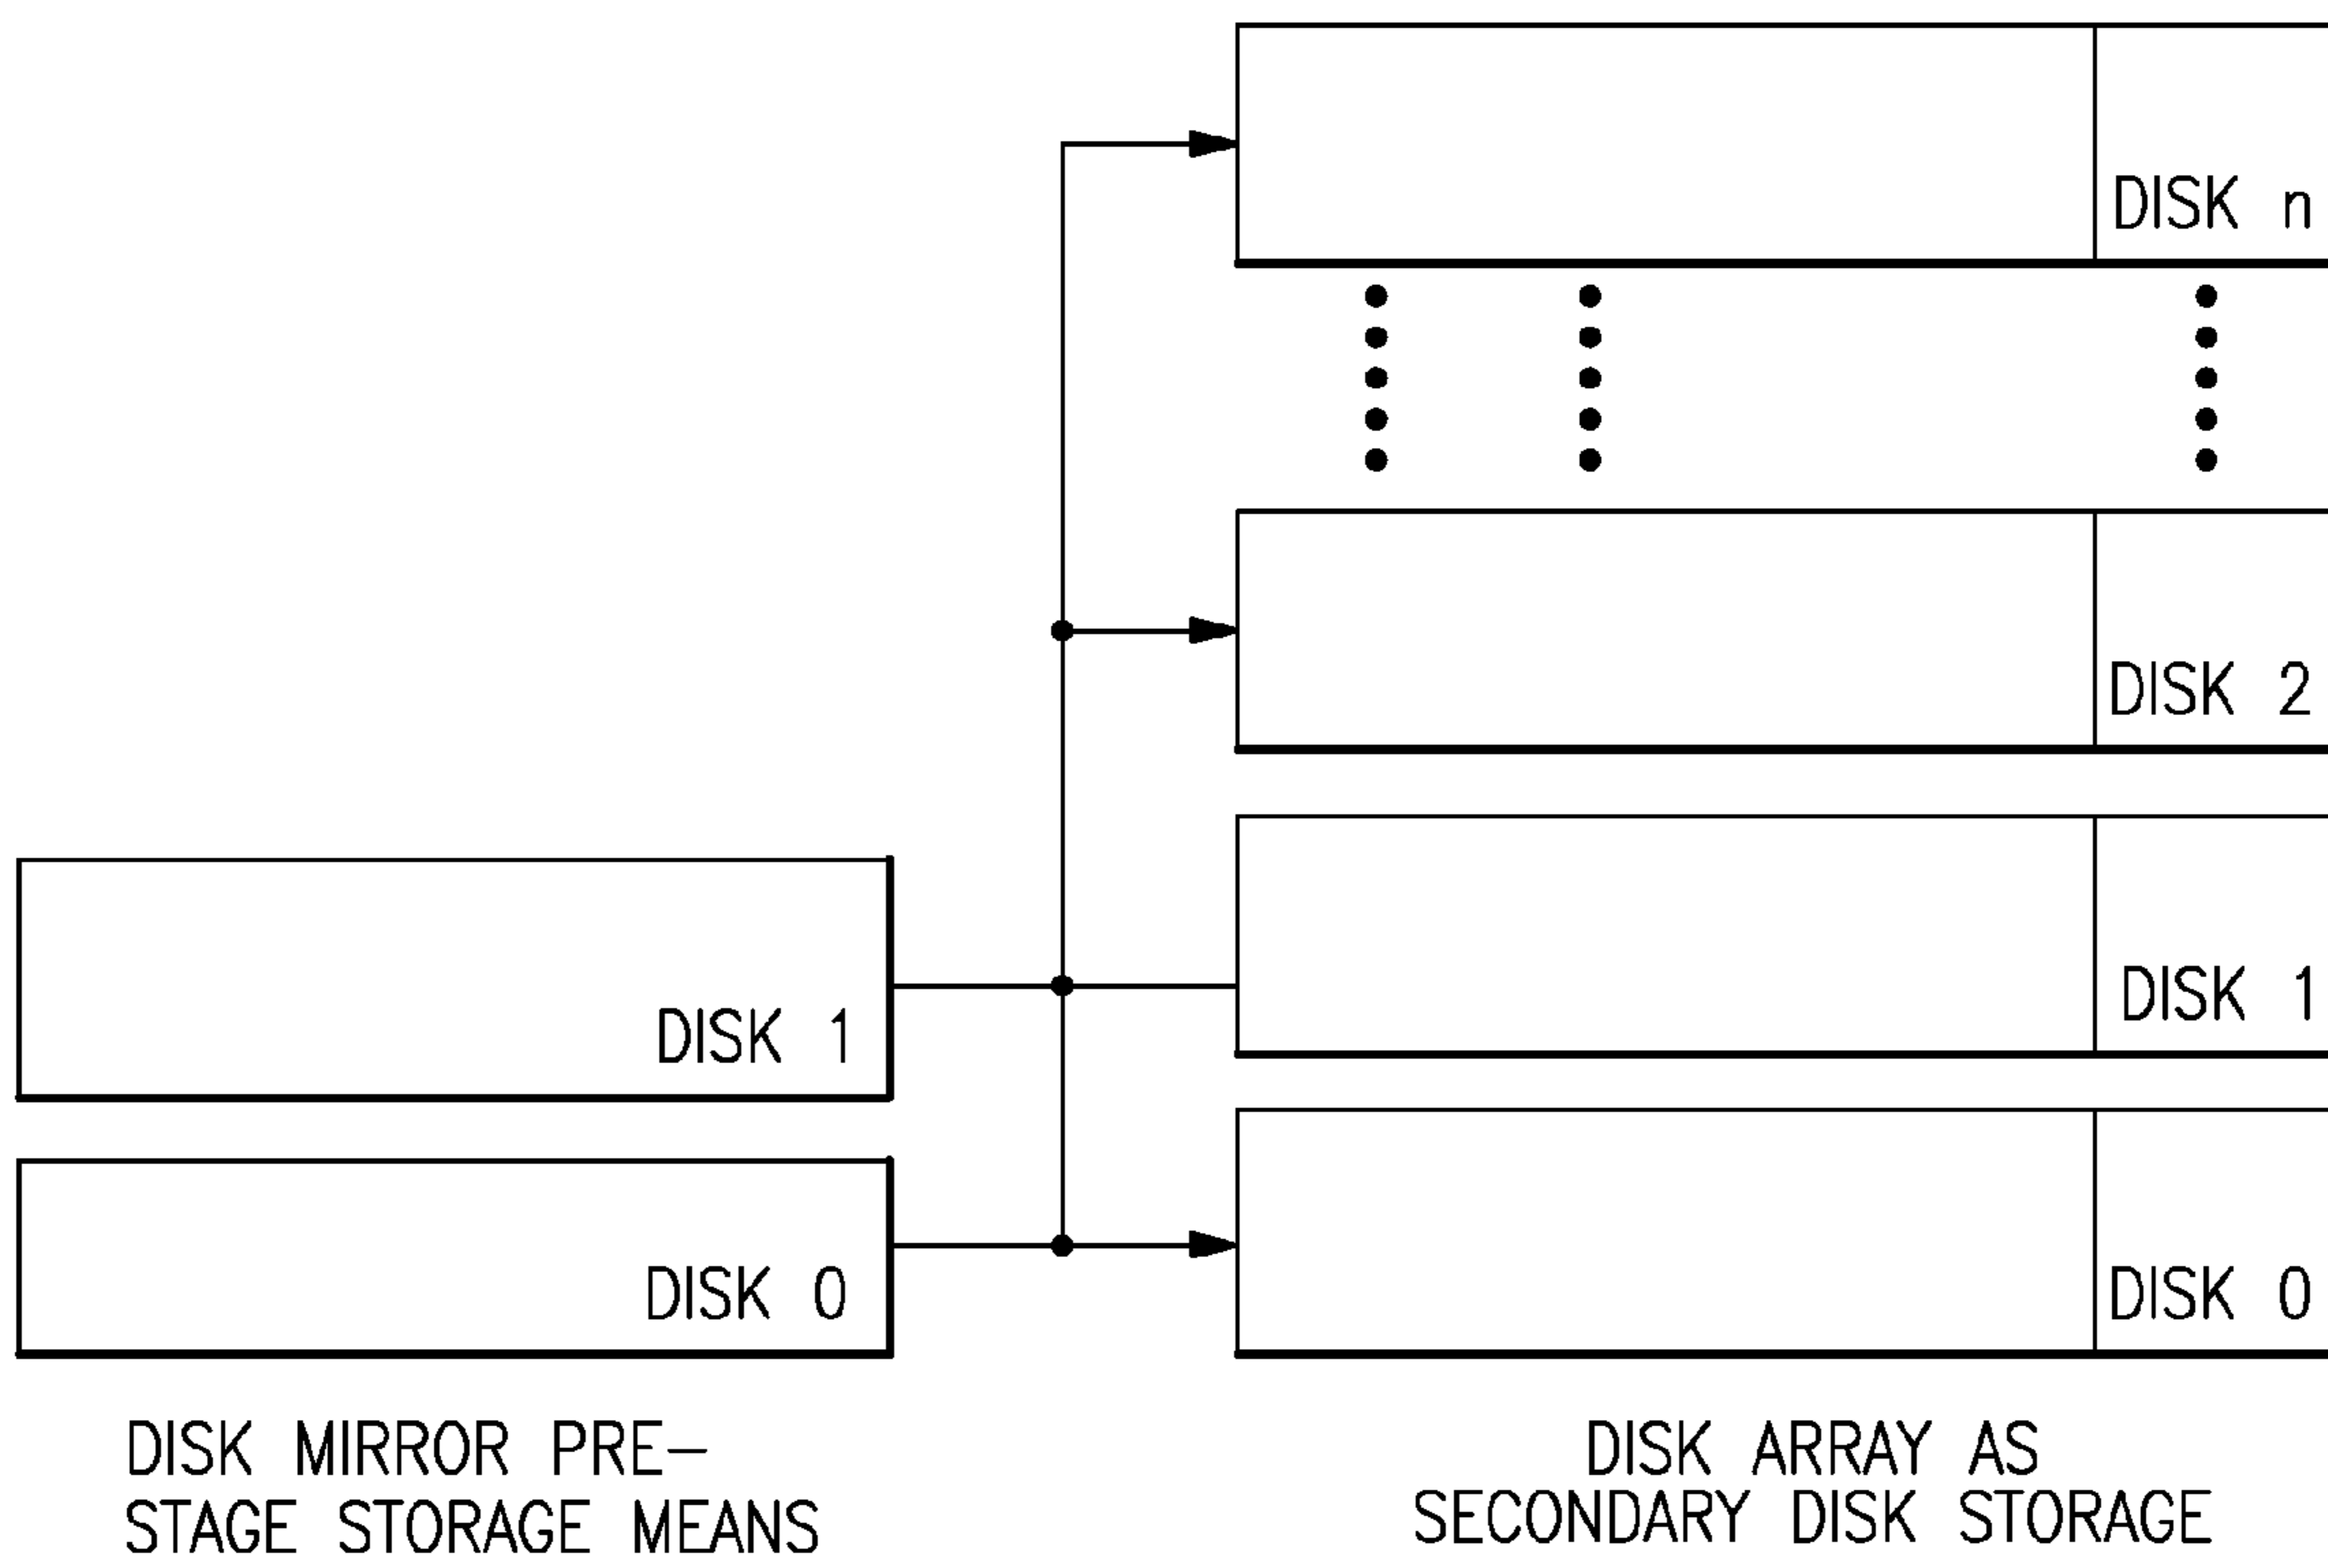 DISK n
DISK 2
DISK 1
DISK 1
DISK 0
DISK 0
DISK MIRROR PRE-
STAGE STORAGE MEANS
DISK ARRAY AS
SECONDARY DISK STORAGE